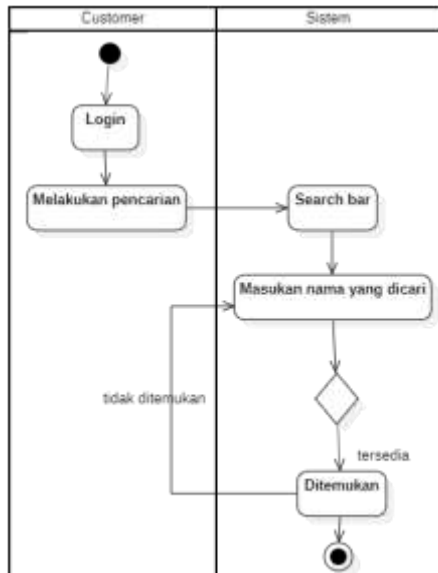 Customer
Sistem
Login
Melakukan pencarian
Search bar
Masukan nama yang dicari
tidak ditemukan
tersedia
Ditemukan